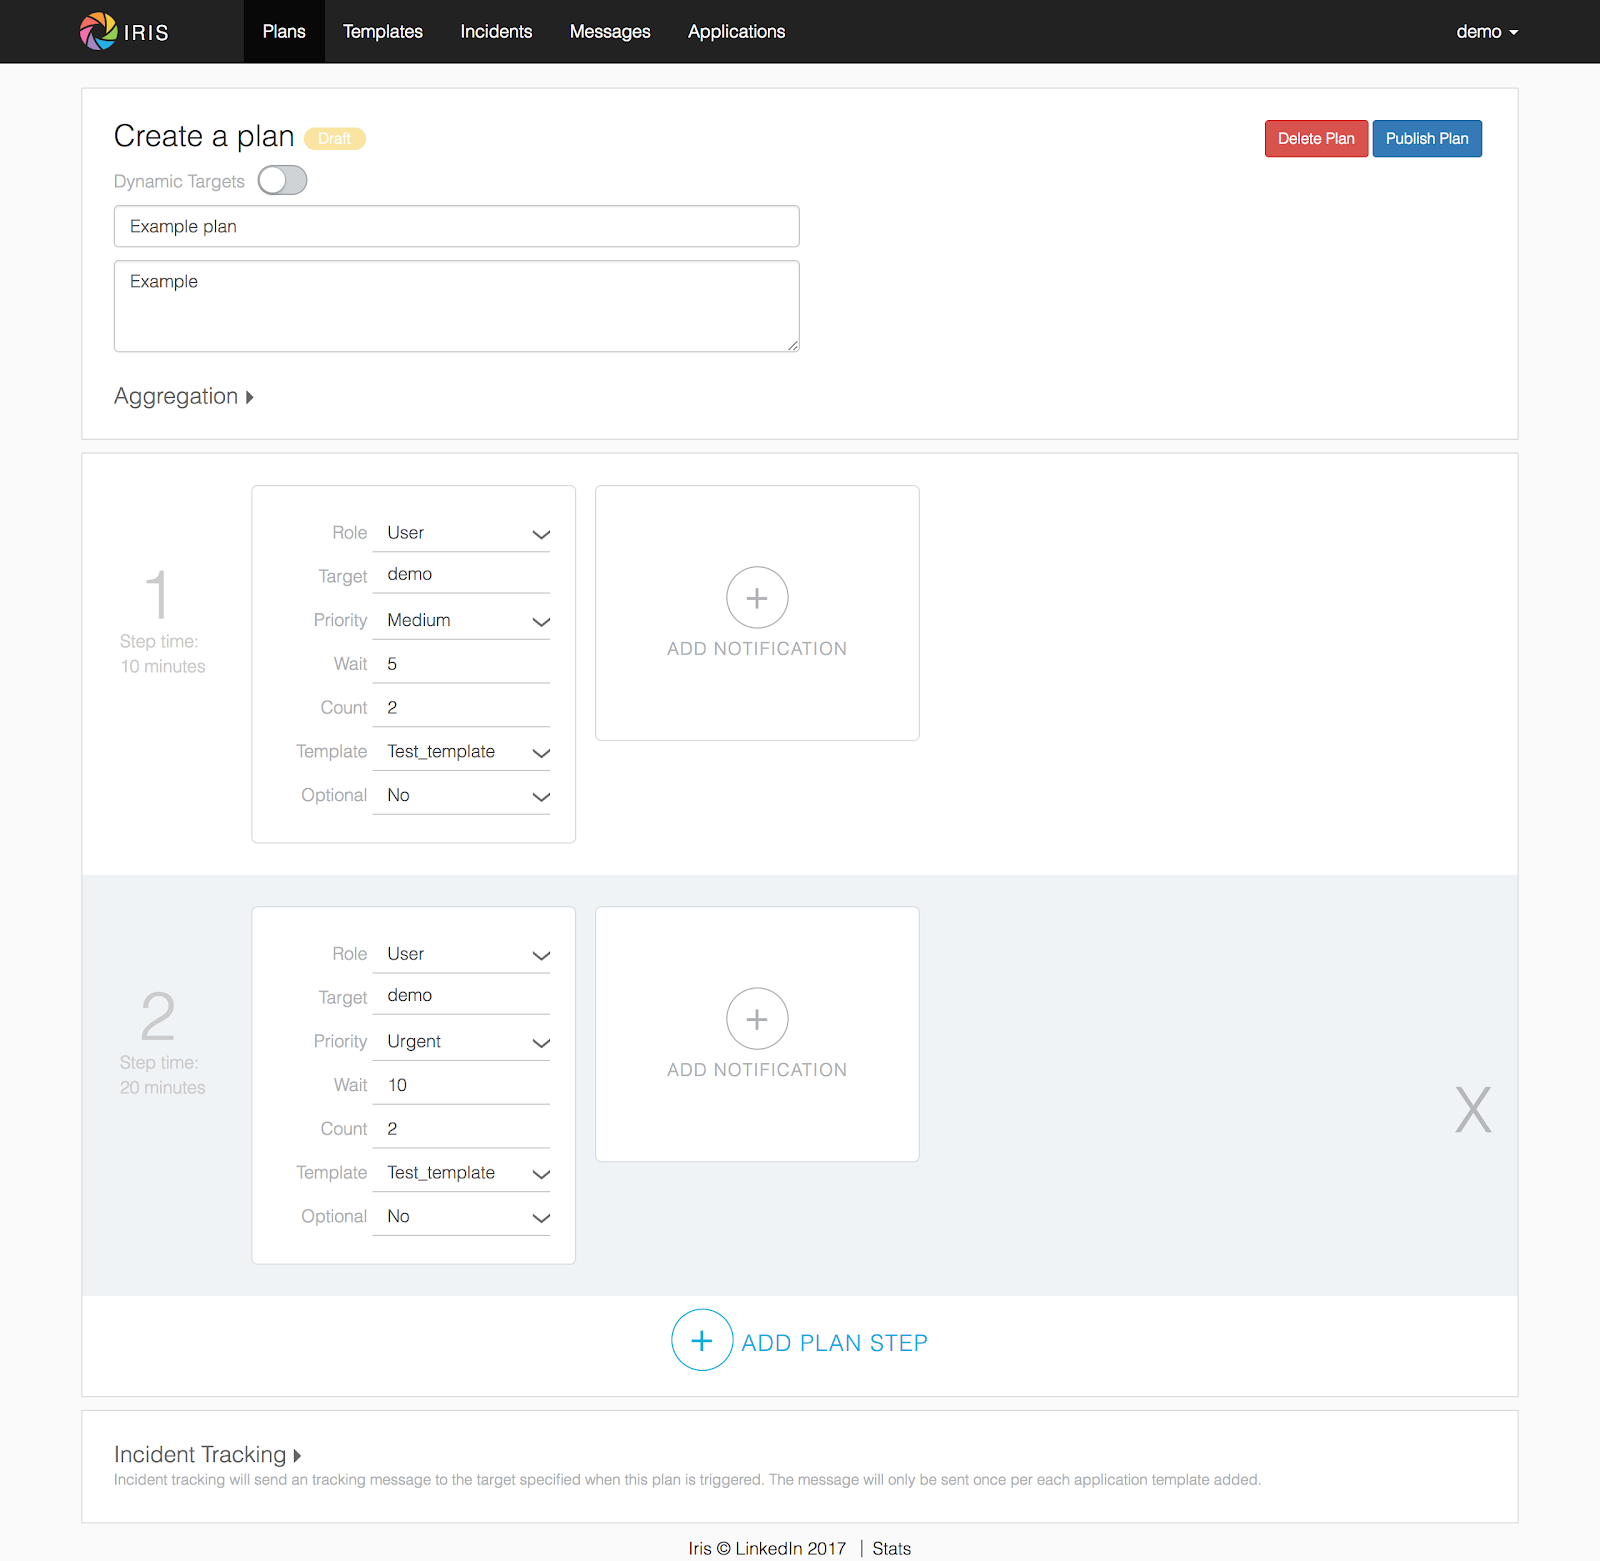 IRIS Plans Templates Incidents Messages Applications demo
Create a plan Draft Delete Plan Publish Plan
Dynamic Targets
Example plan
Example
Aggregation
1
Step time:
10 minutes
Role User
Target demo
Priority Medium
Wait 5
Count 2
Template Test_template
Optional No
+
ADD NOTIFICATION
2
Step time:
20 minutes
Role User
Target demo
Priority Urgent
Wait 10
Count 2
Template Test_template
Optional No
+
ADD NOTIFICATION
X
+ ADD PLAN STEP
Incident Tracking
Incident tracking will send an tracking message to the target specified when this plan is triggered. The message will only be sent once per each application template added.
Iris © LinkedIn 2017 | Stats